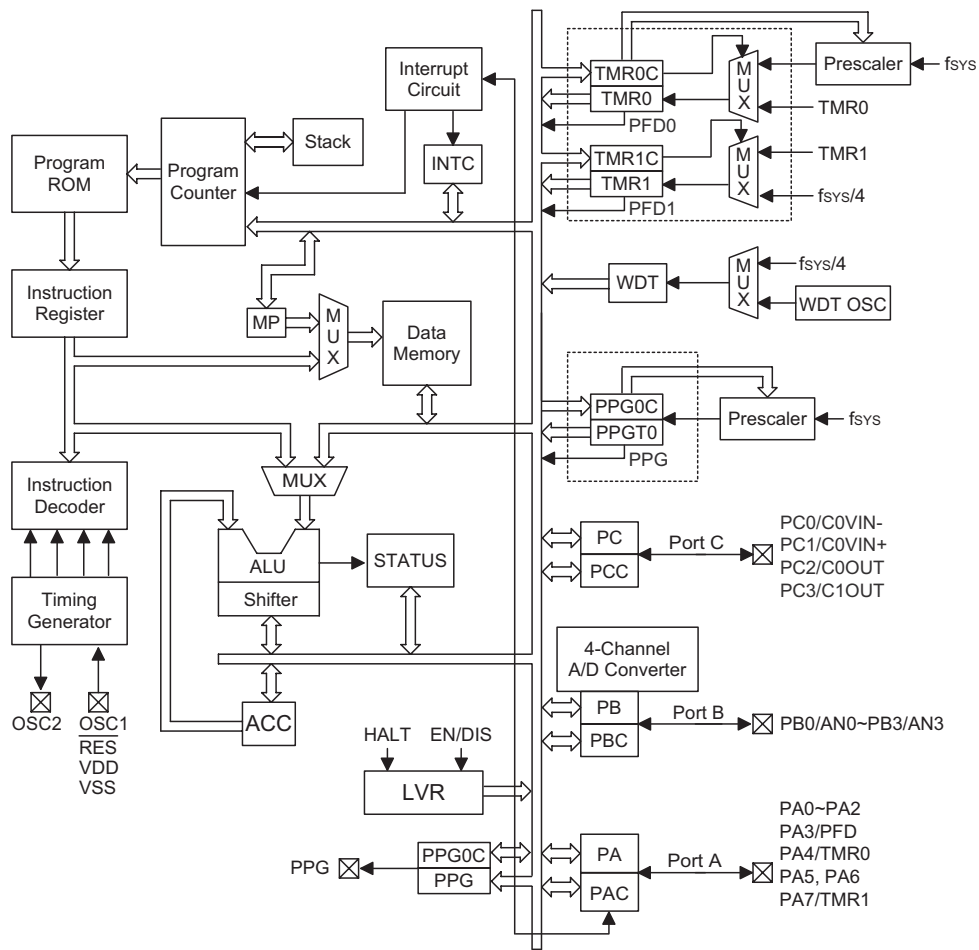 Interrupt
Circuit
Stack
INTC
Program
ROM
Program
Counter
Instruction
Register
MP
MUX
Data
Memory
Instruction
Decoder
MUX
ALU
Shifter
STATUS
Timing
Generator
OSC2
OSC1
RES
VDD
VSS
ACC
HALT
EN/DIS
LVR
PPG
PPG0C
PPG
TMR0C
TMR0
PFD0
MUX
Prescaler
fSYS
TMR0
TMR1C
TMR1
PFD1
MUX
TMR1
fSYS/4
WDT
MUX
fSYS/4
WDT OSC
PPG0C
PPGT0
PPG
Prescaler
fSYS
PC
PCC
Port C
PC0/C0VIN-
PC1/C0VIN+
PC2/C0OUT
PC3/C1OUT
4-Channel
A/D Converter
PB
PBC
Port B
PB0/AN0~PB3/AN3
PA
PAC
Port A
PA0~PA2
PA3/PFD
PA4/TMR0
PA5, PA6
PA7/TMR1